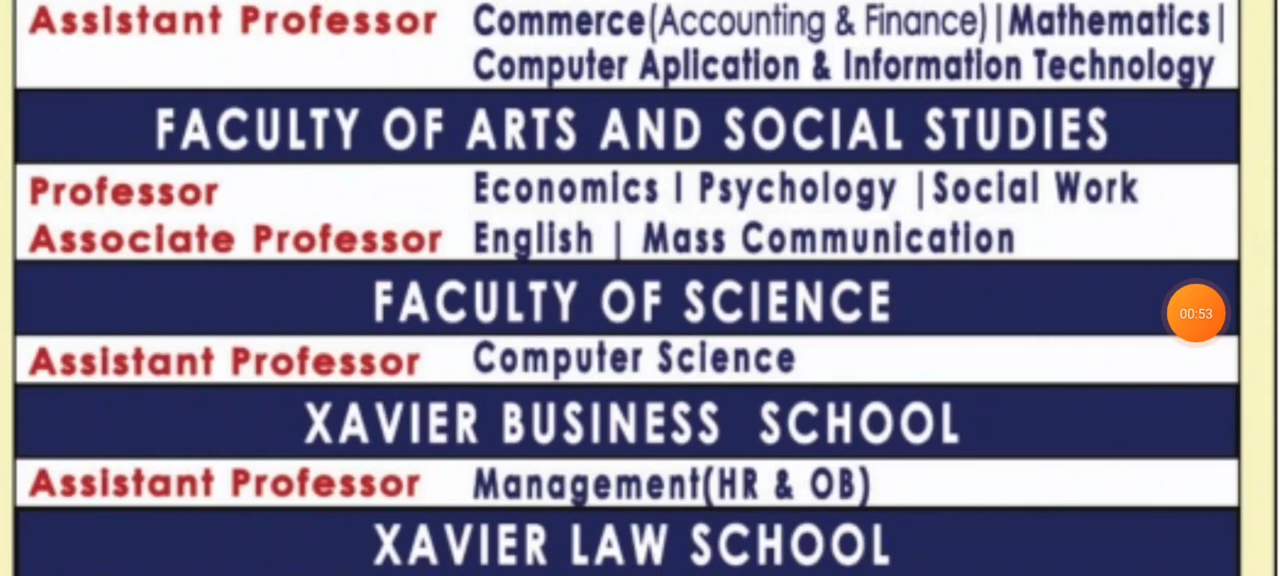 Assistant Professor Commerce(Accounting & Finance)|Mathematics|
Computer Aplication & Information Technology
FACULTY OF ARTS AND SOCIAL STUDIES
Professor Economics I Psychology |Social Work
Associate Professor English | Mass Communication
FACULTY OF SCIENCE
00:53
Assistant Professor Computer Science
XAVIER BUSINESS SCHOOL
Assistant Professor Management(HR & OB)
XAVIER LAW SCHOOL